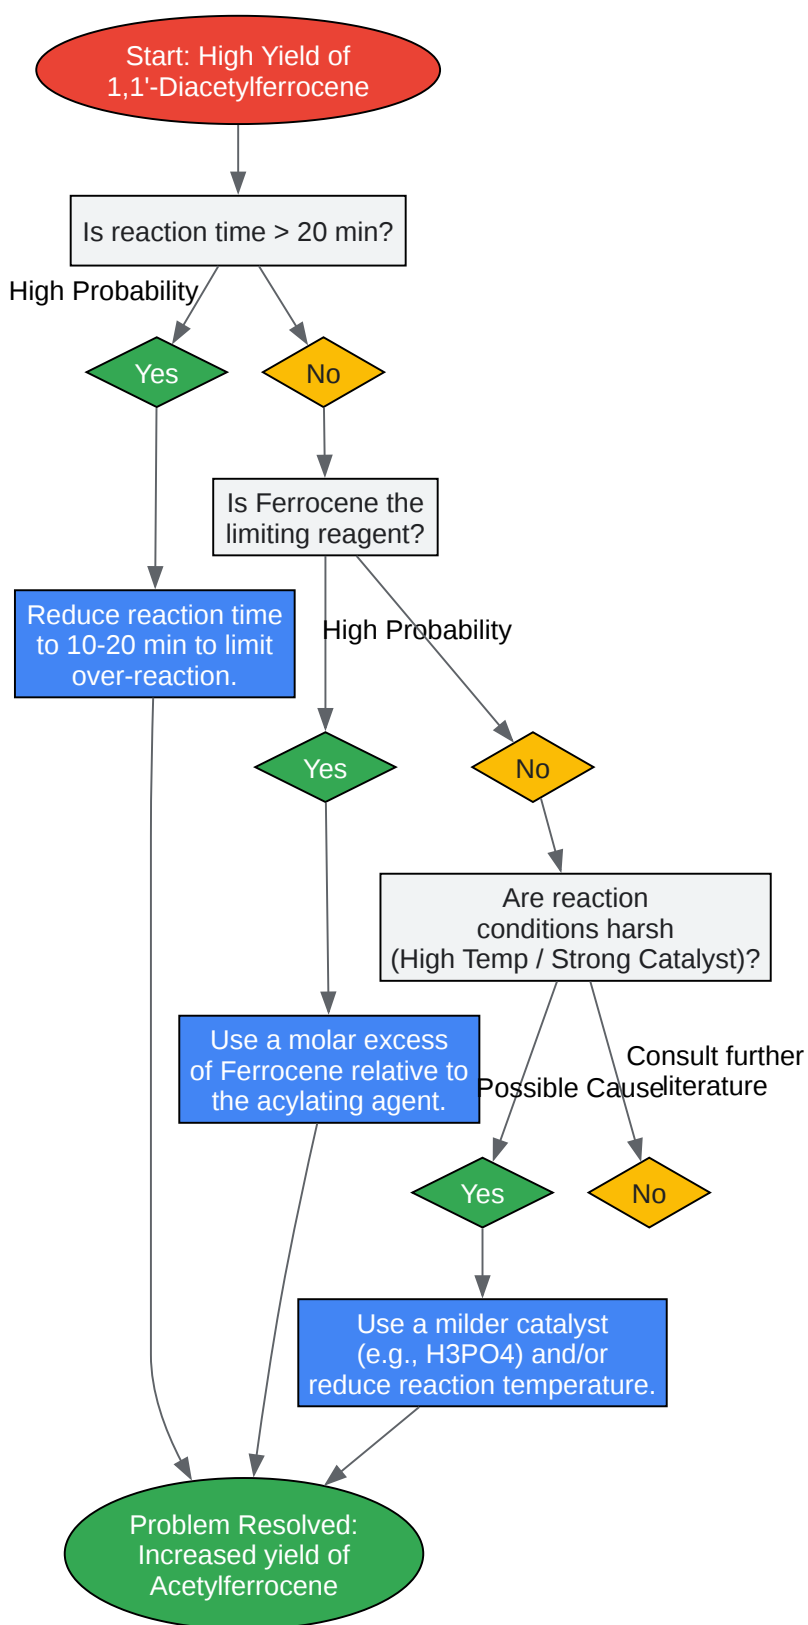 Start: High Yield of
1,1'-Diacetylferrocene
Is reaction time > 20 min?
High Probability
Yes
No
Is Ferrocene the
limiting reagent?
Reduce reaction time
to 10-20 min to limit
over-reaction.
High Probability
Yes
No
Are reaction
conditions harsh
(High Temp / Strong Catalyst)?
Use a molar excess
of Ferrocene relative to
the acylating agent.
Possible Cause
Consult further
literature
Yes
No
Use a milder catalyst
(e.g., H3PO4) and/or
reduce reaction temperature.
Problem Resolved:
Increased yield of
Acetylferrocene